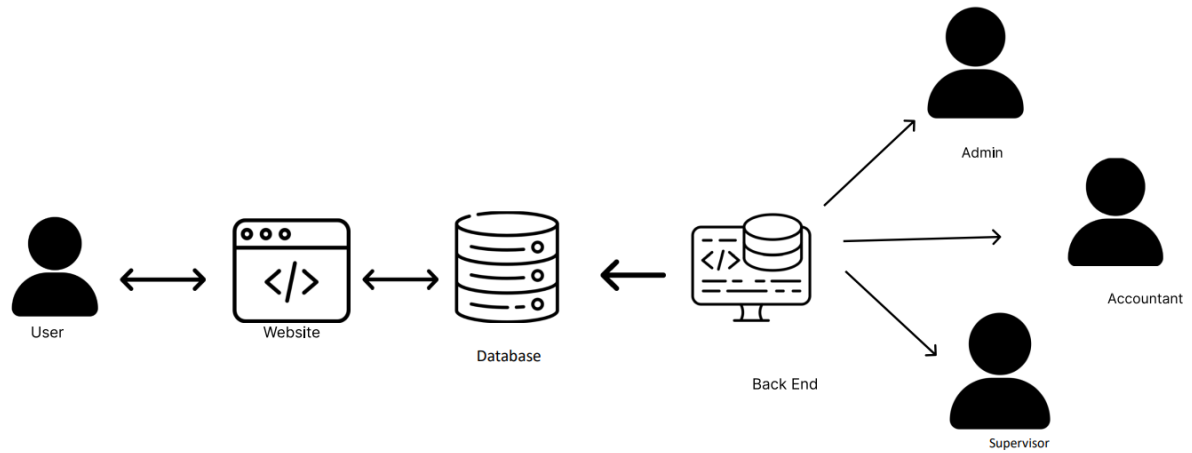 Admin
Accountant
User
Website
Database
Back End
Supervisor